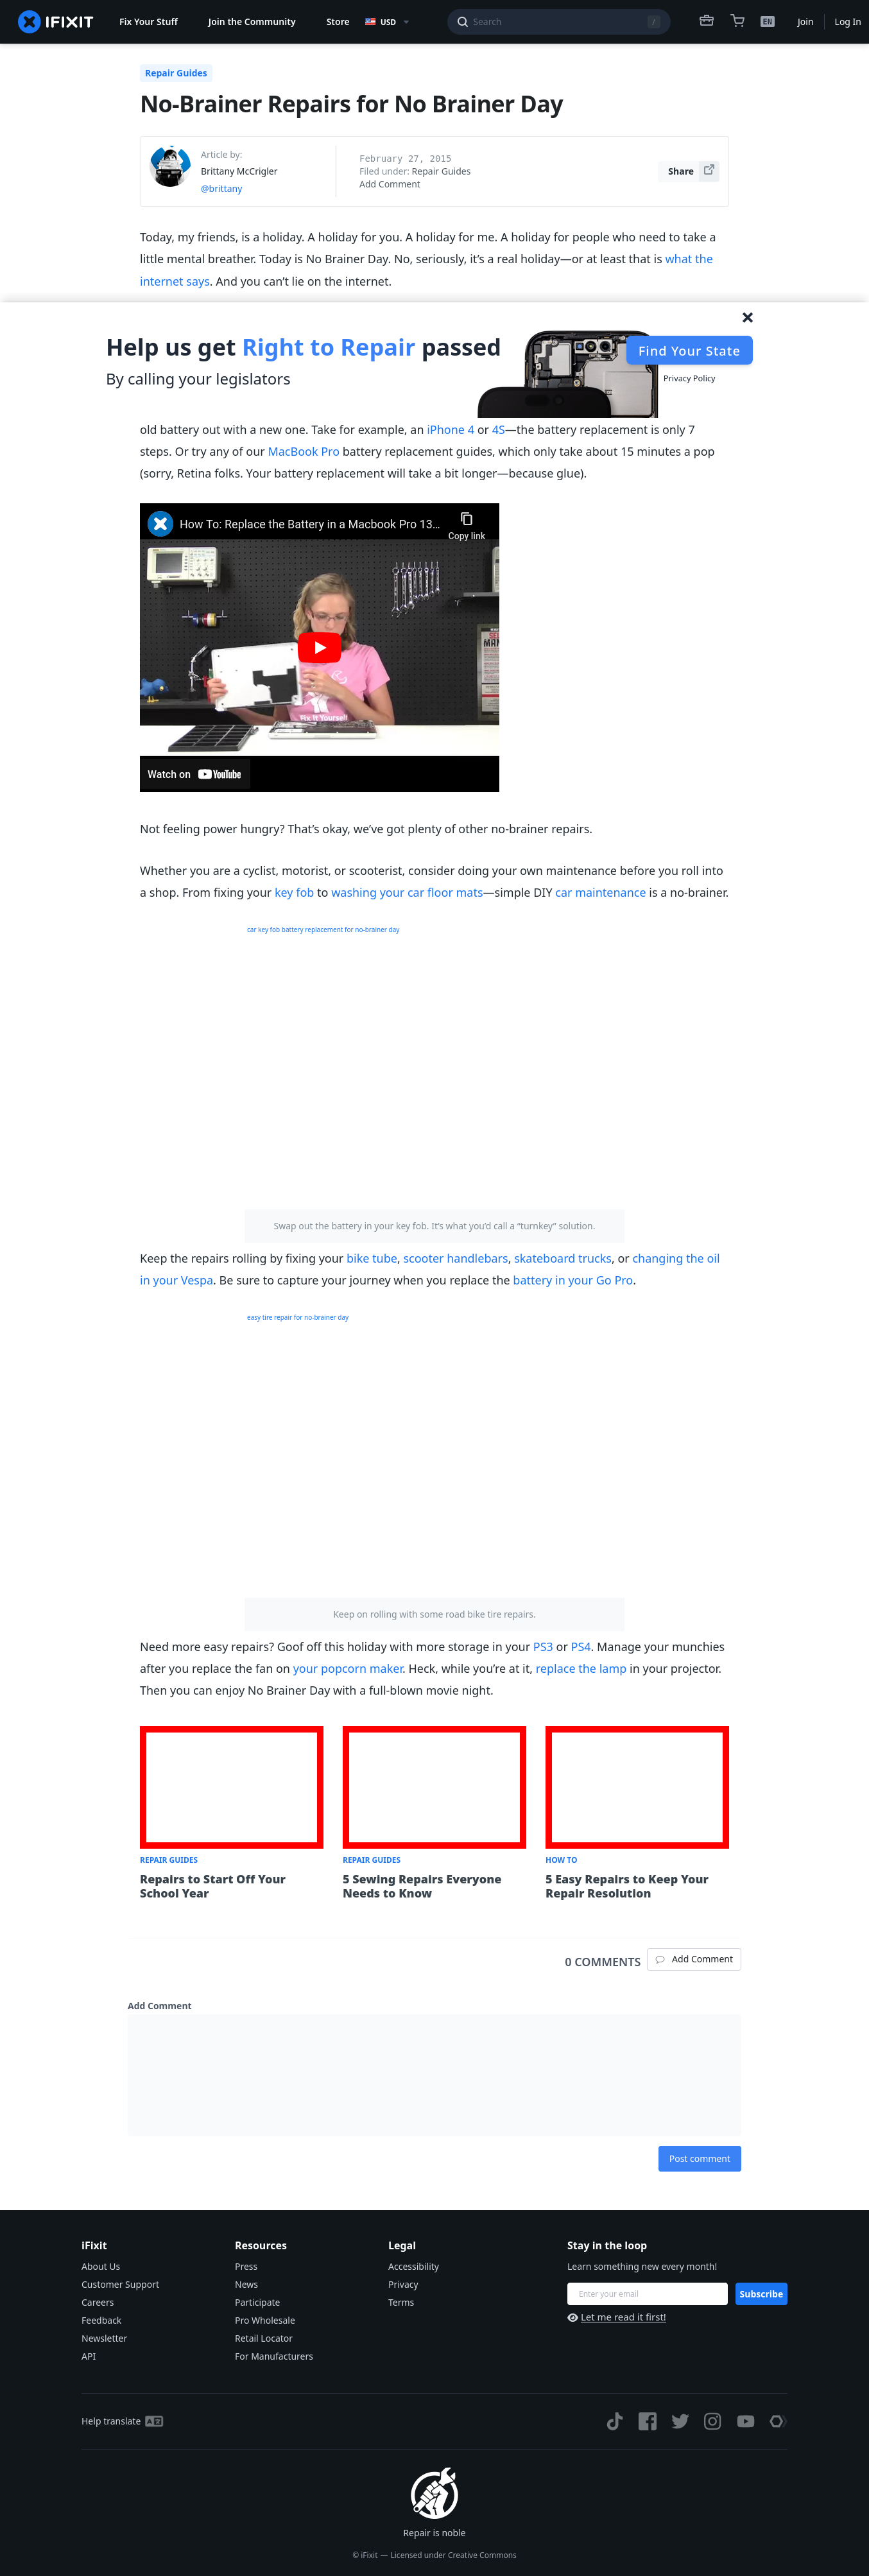 IFIXIT
Fix Your Stuff
Join the Community
Store
USD
Search
/
EN
Join
Log In
Repair Guides
No-Brainer Repairs for No Brainer Day
Article by:
Brittany McCrigler
@brittany
February 27, 2015
Filed under: Repair Guides
Add Comment
Share
Today, my friends, is a holiday. A holiday for you. A holiday for me. A holiday for people who need to take a
little mental breather. Today is No Brainer Day. No, seriously, it’s a real holiday—or at least that is what the
internet says. And you can’t lie on the internet.
Help us get Right to Repair passed
By calling your legislators
Find Your State
Privacy Policy
old battery out with a new one. Take for example, an iPhone 4 or 4S—the battery replacement is only 7
steps. Or try any of our MacBook Pro battery replacement guides, which only take about 15 minutes a pop
(sorry, Retina folks. Your battery replacement will take a bit longer—because glue).
How To: Replace the Battery in a Macbook Pro 13…
Copy link
Fix It Yourself!
Watch on YouTube
Not feeling power hungry? That’s okay, we’ve got plenty of other no-brainer repairs.
Whether you are a cyclist, motorist, or scooterist, consider doing your own maintenance before you roll into
a shop. From fixing your key fob to washing your car floor mats—simple DIY car maintenance is a no-brainer.
car key fob battery replacement for no-brainer day
Swap out the battery in your key fob. It’s what you’d call a “turnkey” solution.
Keep the repairs rolling by fixing your bike tube, scooter handlebars, skateboard trucks, or changing the oil
in your Vespa. Be sure to capture your journey when you replace the battery in your Go Pro.
easy tire repair for no-brainer day
Keep on rolling with some road bike tire repairs.
Need more easy repairs? Goof off this holiday with more storage in your PS3 or PS4. Manage your munchies
after you replace the fan on your popcorn maker. Heck, while you’re at it, replace the lamp in your projector.
Then you can enjoy No Brainer Day with a full-blown movie night.
REPAIR GUIDES
Repairs to Start Off Your
School Year
REPAIR GUIDES
5 Sewing Repairs Everyone
Needs to Know
HOW TO
5 Easy Repairs to Keep Your
Repair Resolution
0 COMMENTS
Add Comment
Add Comment
Post comment
iFixit
About Us
Customer Support
Careers
Feedback
Newsletter
API
Resources
Press
News
Participate
Pro Wholesale
Retail Locator
For Manufacturers
Legal
Accessibility
Privacy
Terms
Stay in the loop
Learn something new every month!
Enter your email
Subscribe
Let me read it first!
Help translate
Repair is noble
© iFixit — Licensed under Creative Commons